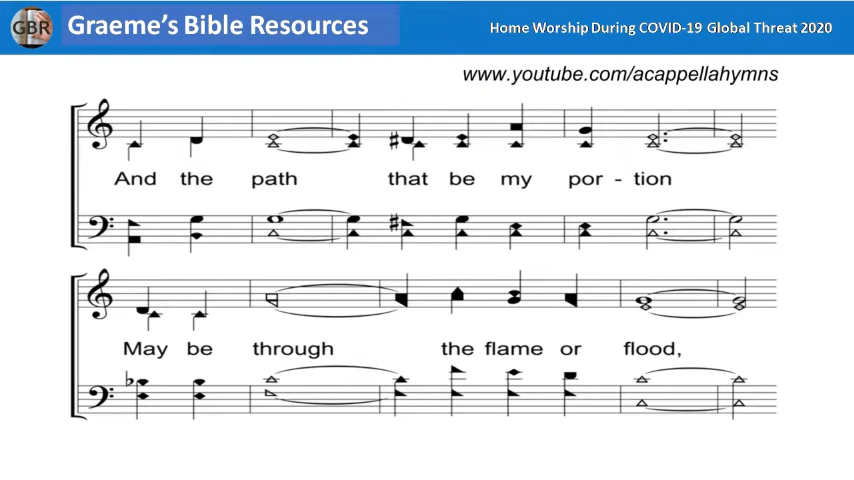 GBR Graeme's Bible Resources Home Worship During COVID-19 Global Threat 2020
www.youtube.com/acappellahymns
And the path that be my por - tion
May be through the flame or flood,